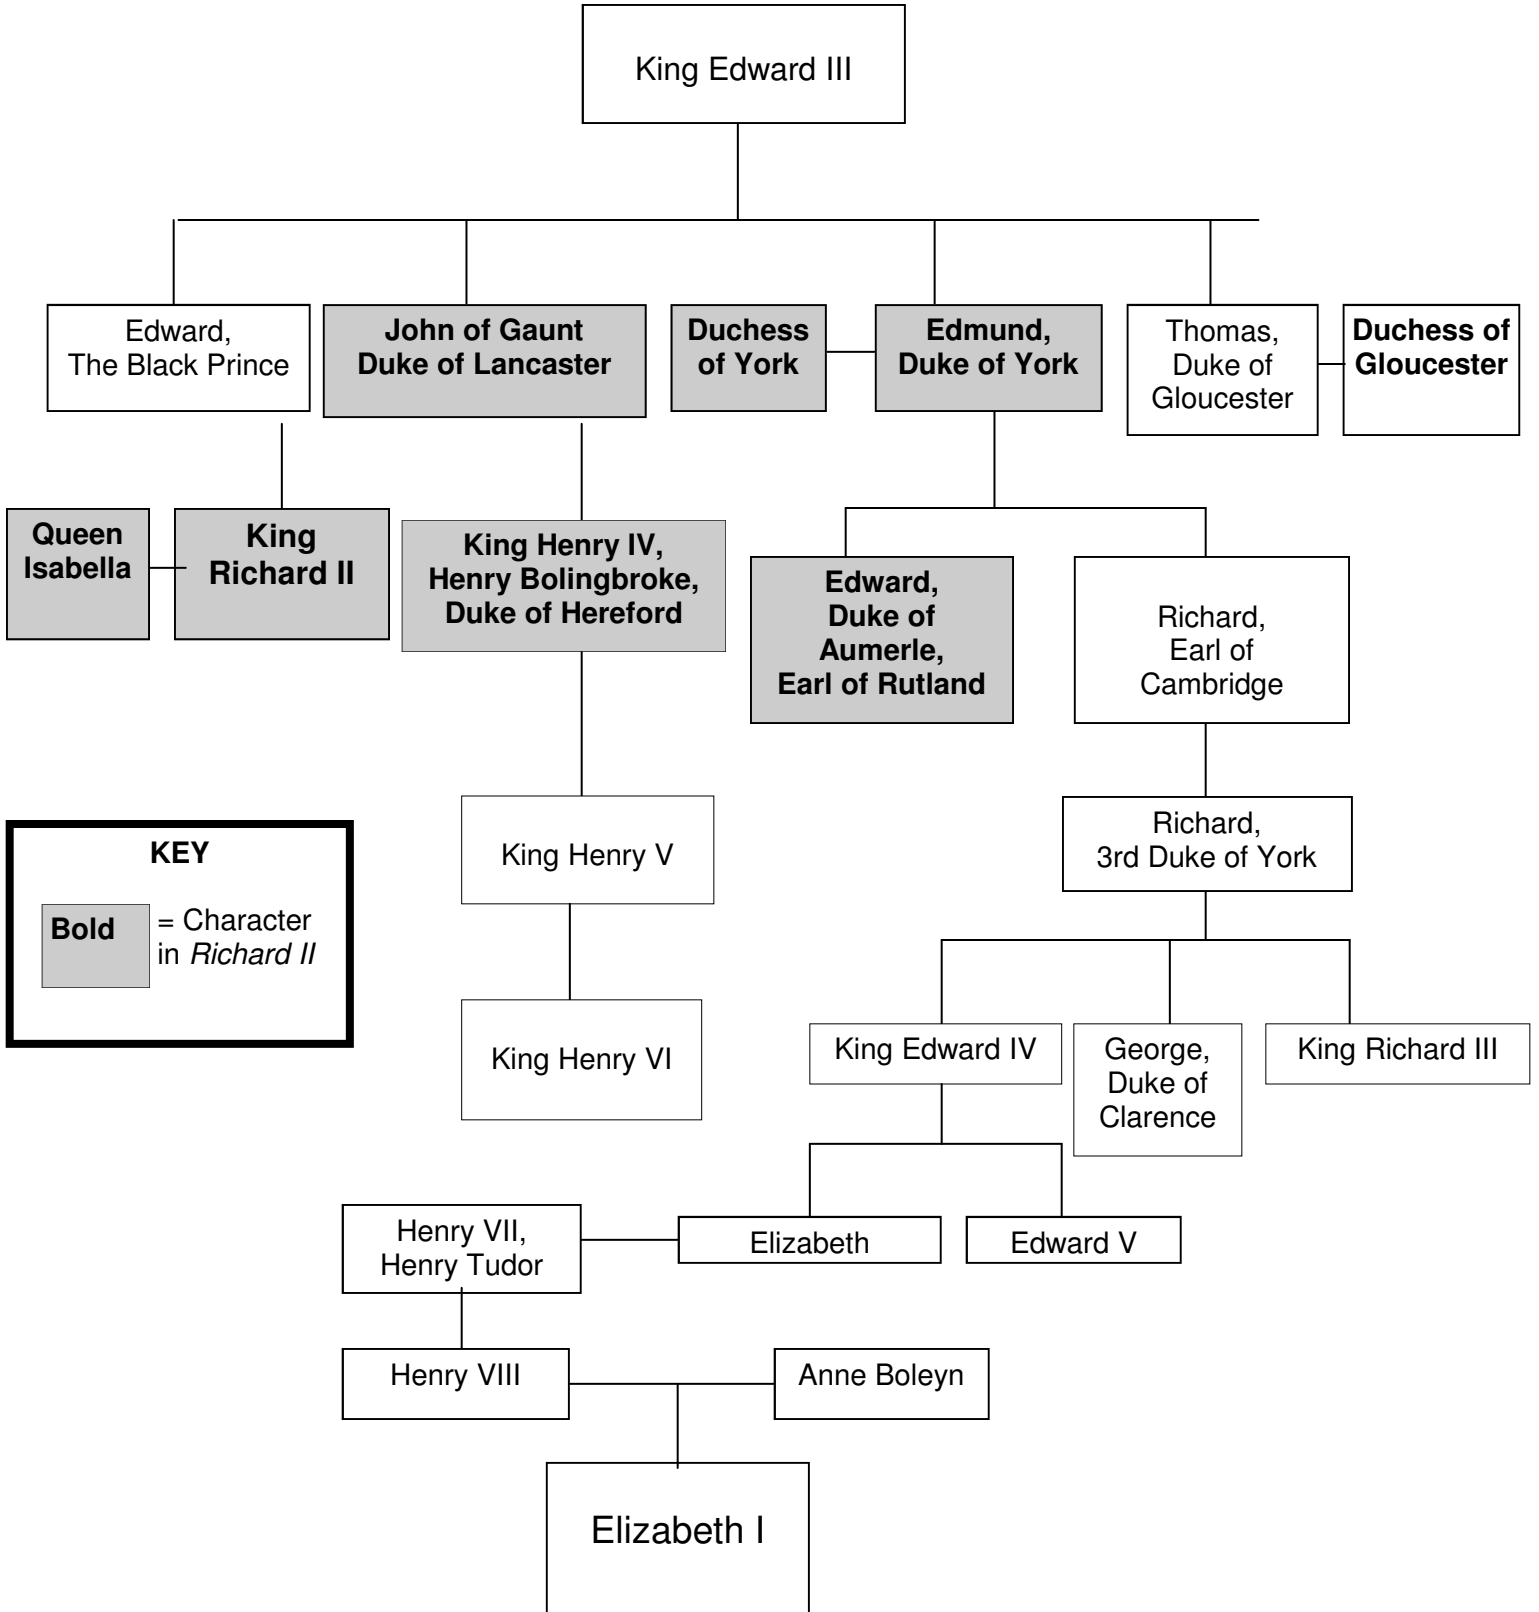 King Edward III
Edward,
The Black Prince
John of Gaunt
Duke of Lancaster
Duchess
of York
Edmund,
Duke of York
Thomas,
Duke of
Gloucester
Duchess of
Gloucester
Queen
Isabella
King
Richard II
King Henry IV,
Henry Bolingbroke,
Duke of Hereford
Edward,
Duke of
Aumerle,
Earl of Rutland
Richard,
Earl of
Cambridge
King Henry V
Richard,
3rd Duke of York
KEY
Bold = Character
in Richard II
King Henry VI
King Edward IV
George,
Duke of
Clarence
King Richard III
Henry VII,
Henry Tudor
Elizabeth
Edward V
Henry VIII
Anne Boleyn
Elizabeth I